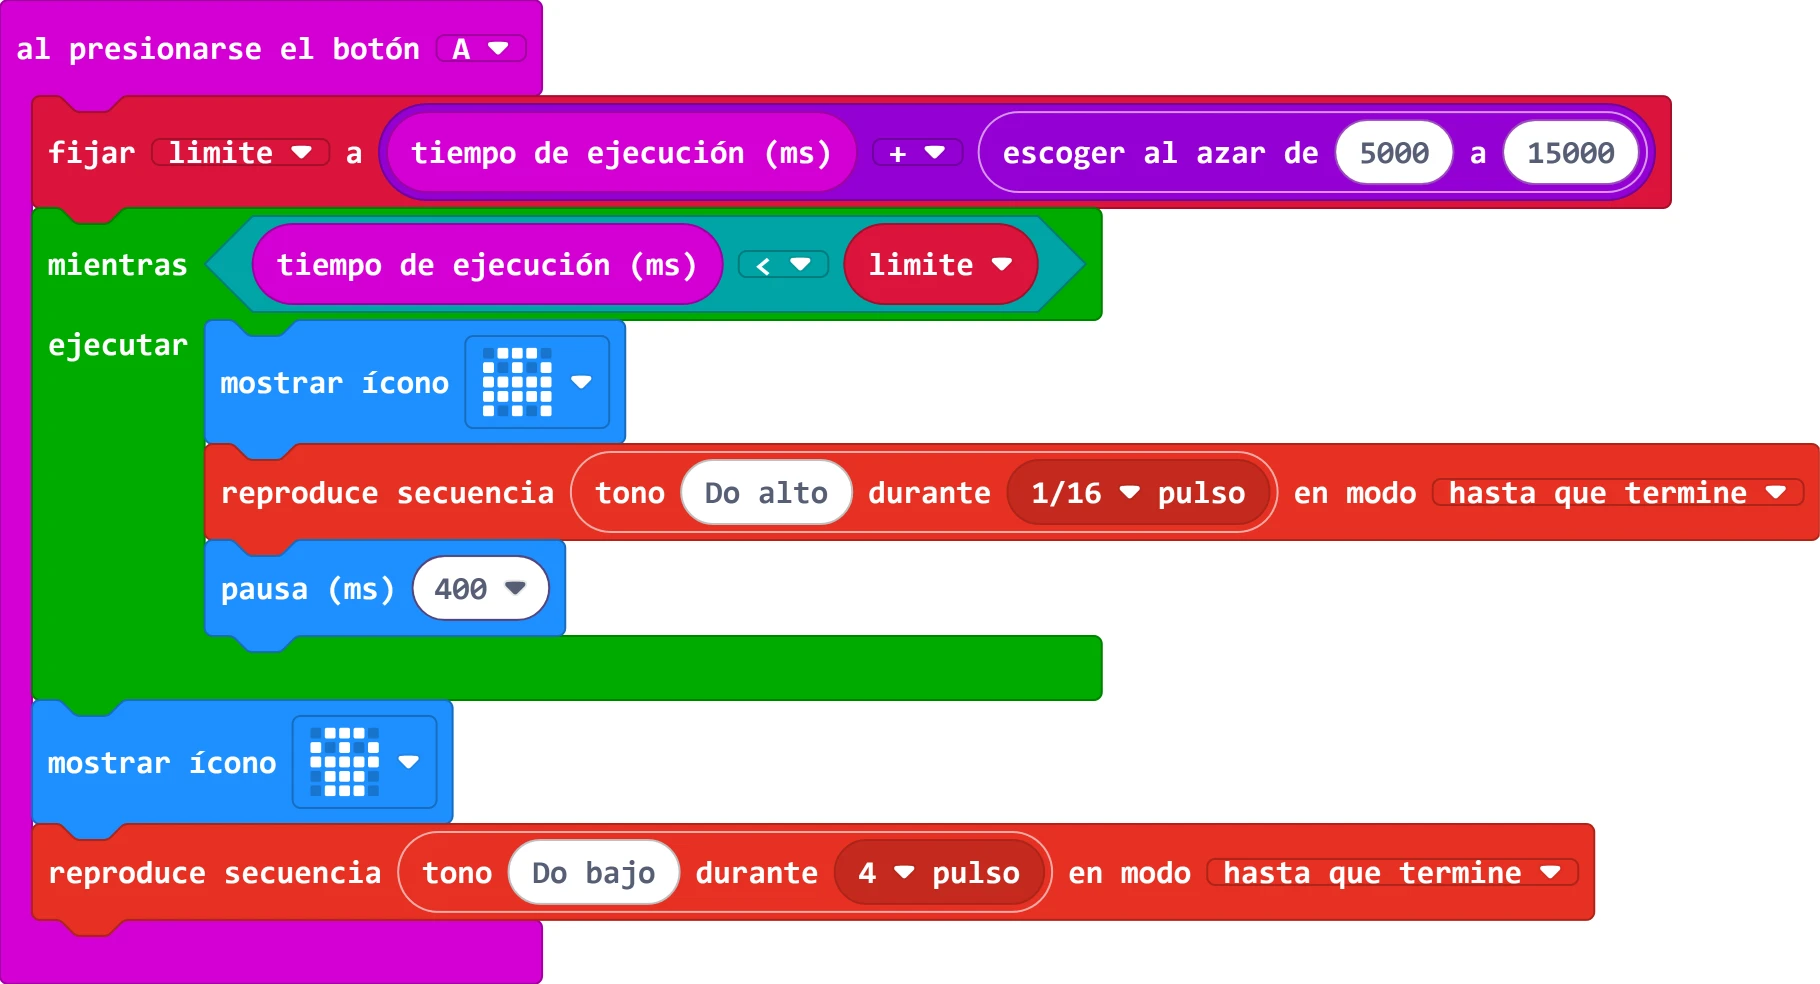 al presionarse el botón A
fijar limite a tiempo de ejecución (ms) + escoger al azar de 5000 a 15000
mientras tiempo de ejecución (ms) < limite
ejecutar
mostrar ícono
reproduce secuencia tono Do alto durante 1/16 pulso en modo hasta que termine
pausa (ms) 400
mostrar ícono
reproduce secuencia tono Do bajo durante 4 pulso en modo hasta que termine